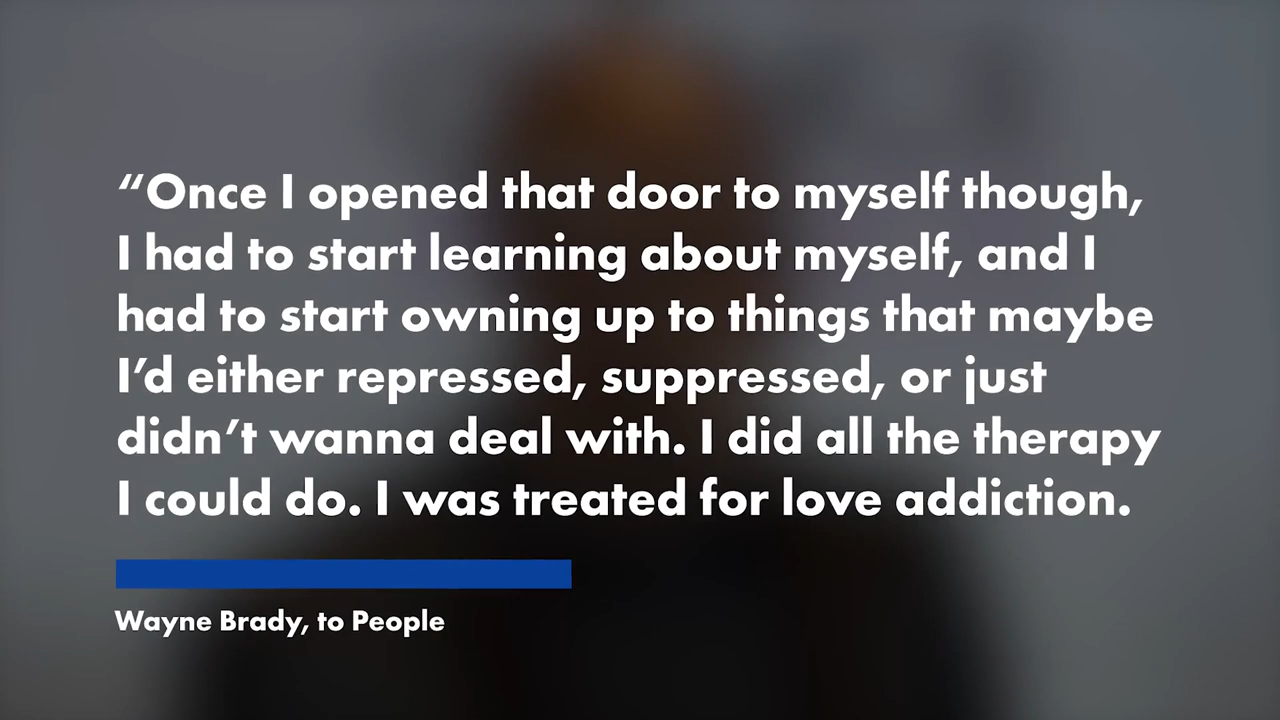 “Once I opened that door to myself though,
I had to start learning about myself, and I
had to start owning up to things that maybe
I’d either repressed, suppressed, or just
didn’t wanna deal with. I did all the therapy
I could do. I was treated for love addiction.
Wayne Brady, to People